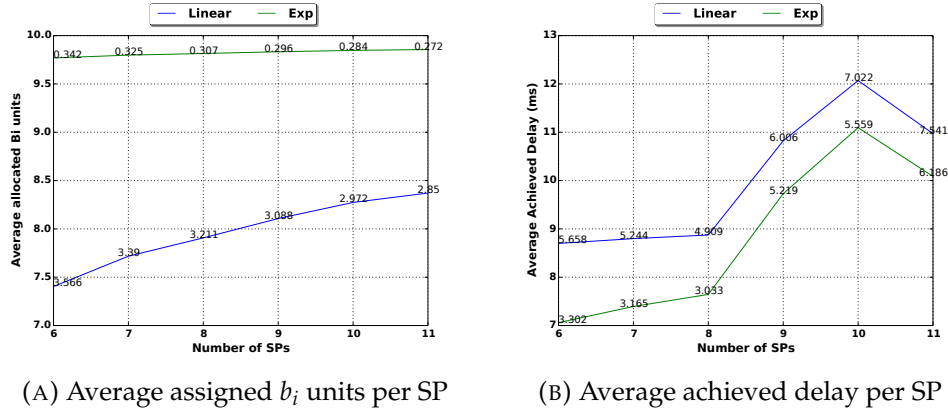 Linear Exp
10.0
9.5
9.0
8.5
8.0
7.5
7.0
Average allocated Bi units
0.342 0.325 0.307 0.296 0.284 0.272
3.566 3.39 3.211 3.088 2.972 2.85
6 7 8 9 10 11
Number of SPs
(A) Average assigned b_i units per SP
Linear Exp
13
12
11
10
9
8
7
Average Achieved Delay (ms)
5.658 5.244 4.909 6.006 7.022 7.541
3.302 3.165 3.033 5.219 5.559 6.186
6 7 8 9 10 11
Number of SPs
(B) Average achieved delay per SP